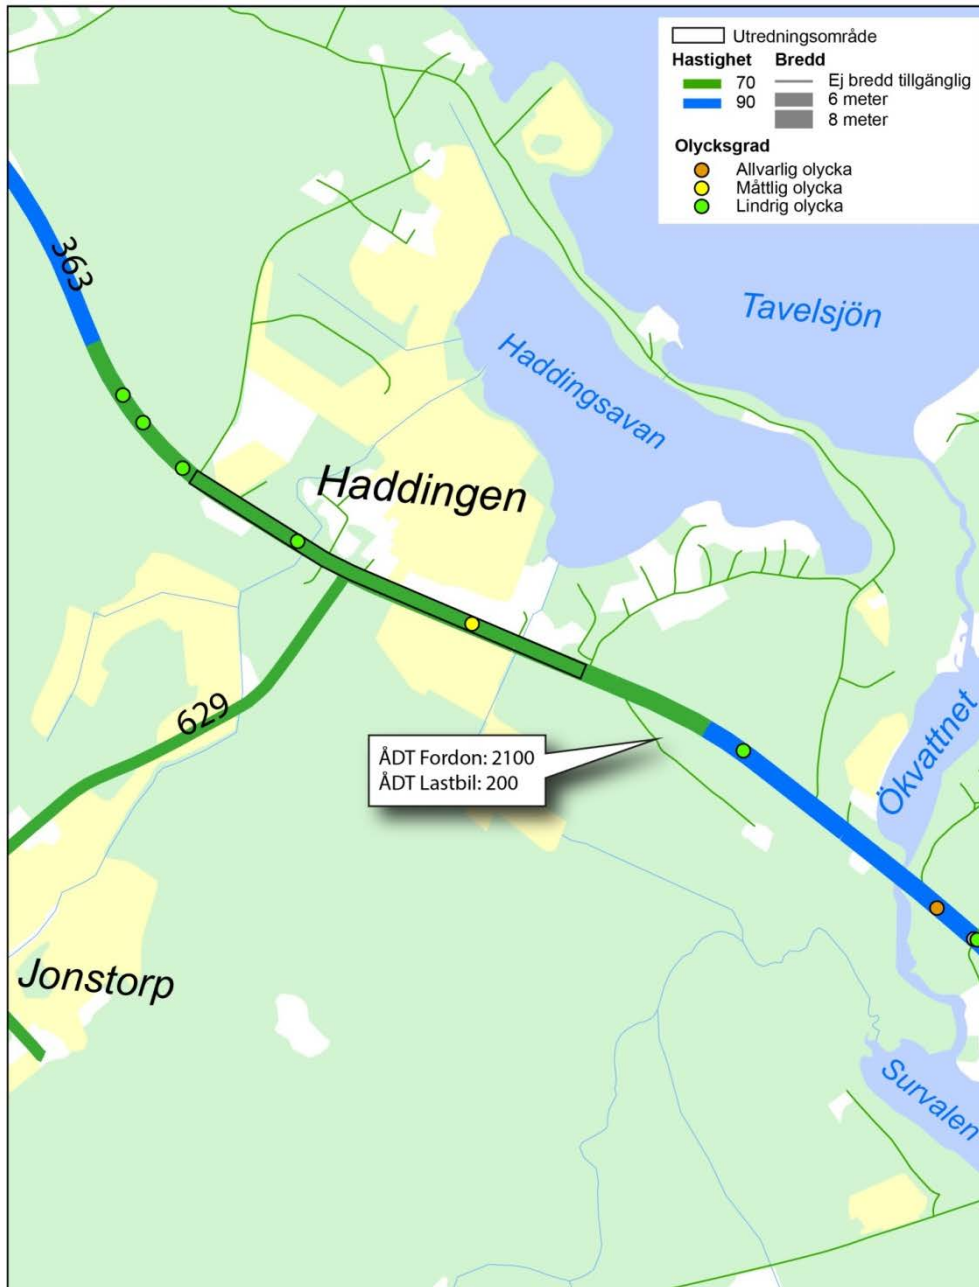 Utredningsområde
Hastighet Bredd
70
90
Ej bredd tillgänglig
6 meter
8 meter
Olycksgrad
Allvarlig olycka
Måttlig olycka
Lindrig olycka
363
Tavelsjön
Haddingsavan
Haddingen
629
ÅDT Fordon: 2100
ÅDT Lastbil: 200
Ökvattnet
Jonstorp
Survalen